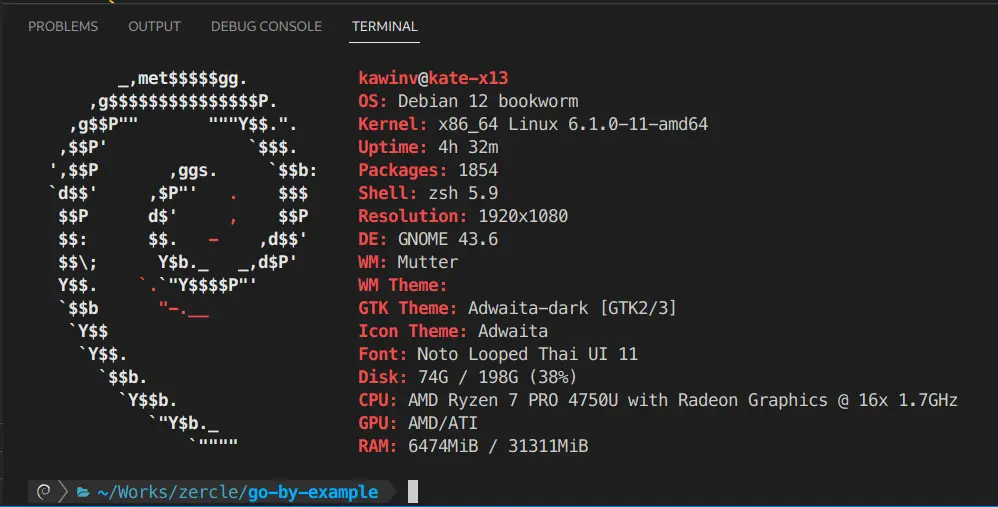 PROBLEMS OUTPUT DEBUG CONSOLE TERMINAL
       _,met$$$$$gg.           kawinv@kate-x13
    ,g$$$$$$$$$$$$$$$P.        OS: Debian 12 bookworm
  ,g$$P""       """Y$$.".      Kernel: x86_64 Linux 6.1.0-11-amd64
 ,$$P'              `$$$.      Uptime: 4h 32m
',$$P       ,ggs.     `$$b:    Packages: 1854
`d$$'     ,$P"'   .    $$$     Shell: zsh 5.9
 $$P      d$'     ,    $$P     Resolution: 1920x1080
 $$:      $$.   -    ,d$$'     DE: GNOME 43.6
 $$\;      Y$b._   _,d$P'      WM: Mutter
 Y$$.    `.`"Y$$$$P"'          WM Theme:
 `$$b      "-.__               GTK Theme: Adwaita-dark [GTK2/3]
  `Y$$                         Icon Theme: Adwaita
   `Y$$.                       Font: Noto Looped Thai UI 11
     `$$b.                     Disk: 74G / 198G (38%)
       `Y$$b.                  CPU: AMD Ryzen 7 PRO 4750U with Radeon Graphics @ 16x 1.7GHz
          `"Y$b._              GPU: AMD/ATI
              `""""            RAM: 6474MiB / 31311MiB
~/Works/zercle/go-by-example